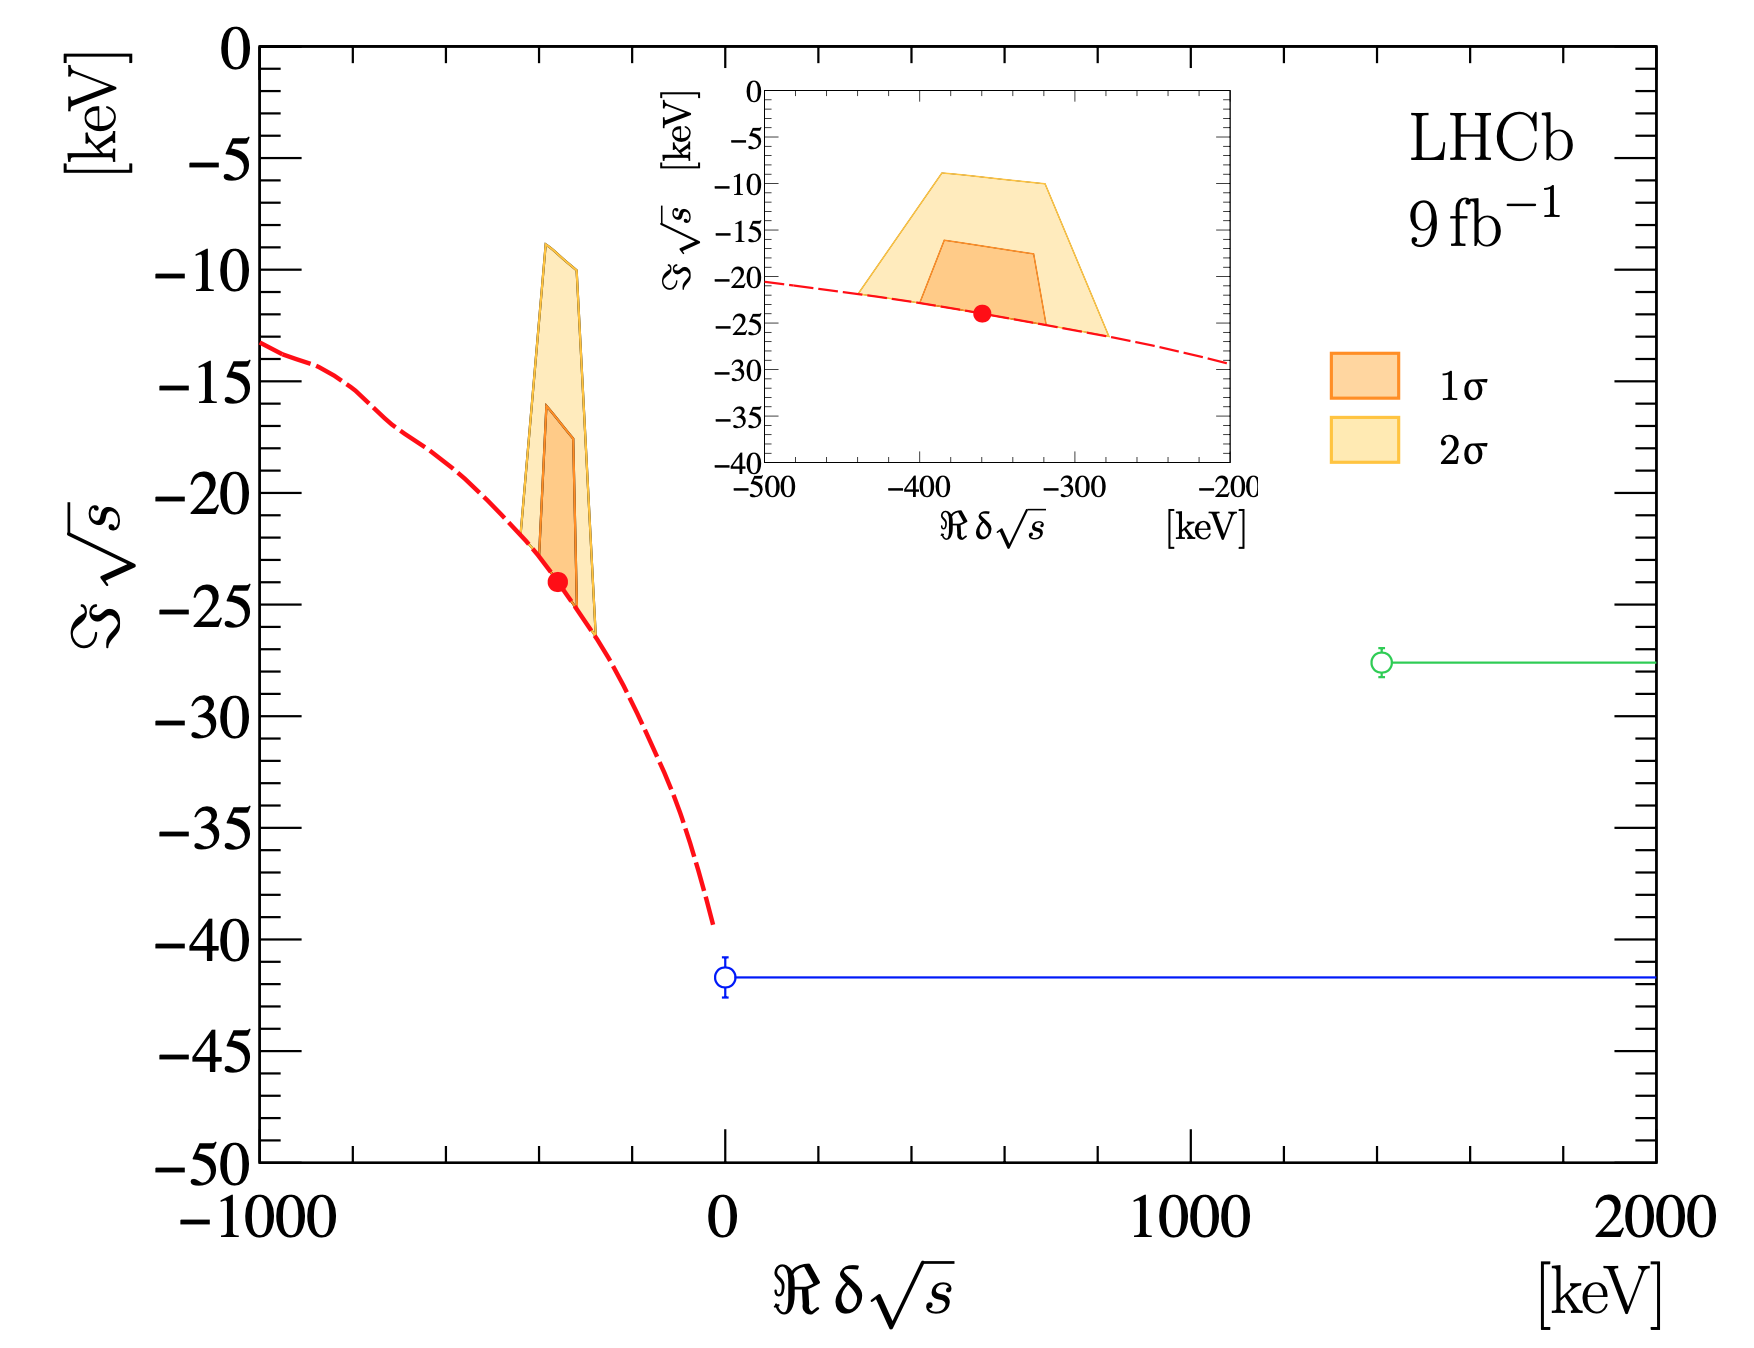 ℑ √s [keV]
0
−5
−10
−15
−20
−25
−30
−35
−40
−45
−50
−1000 0 1000 2000
ℜ δ√s [keV]
ℑ √s [keV]
0
−5
−10
−15
−20
−25
−30
−35
−40
−500 −400 −300 −200
ℜ δ√s [keV]
LHCb
9 fb⁻¹
1σ
2σ